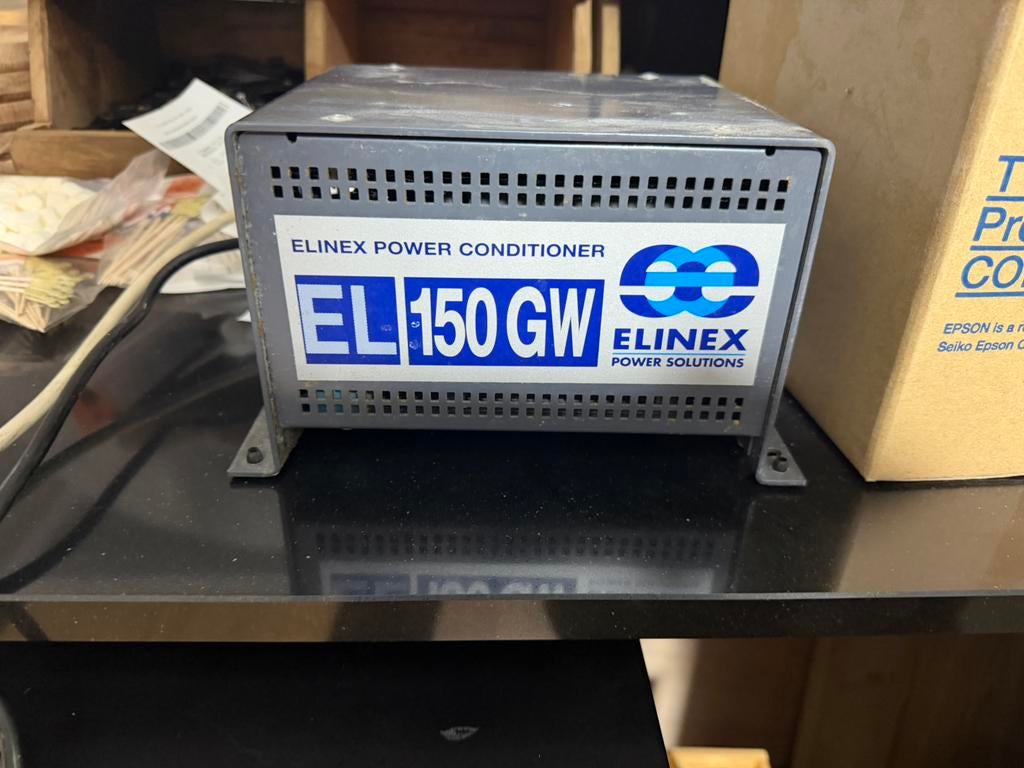 ELINEX POWER CONDITIONER
EL 150 GW
ELINEX
POWER SOLUTIONS
EPSON is a
Seiko Epson